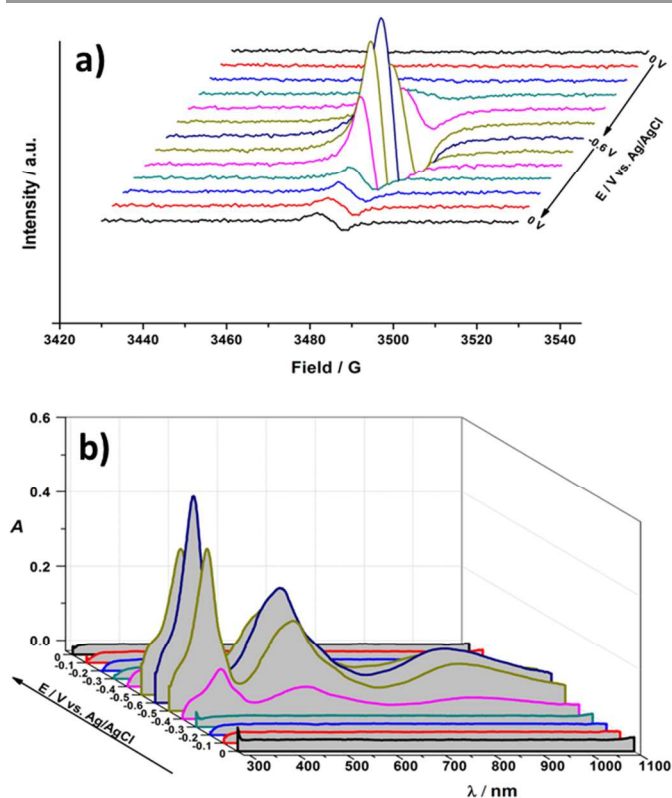 a)
Intensity / a.u.
0 V
-0.6 V
0 V
E / V vs. Ag/AgCl
3420 3440 3460 3480 3500 3520 3540
Field / G
b)
0.6
0.4
A
0.2
0.0
0
-0.1
-0.2
-0.3
-0.4
-0.5
-0.6
-0.5
-0.4
-0.3
-0.2
-0.1
0
E / V vs. Ag/AgCl
300 400 500 600 700 800 900 1000 1100
λ / nm